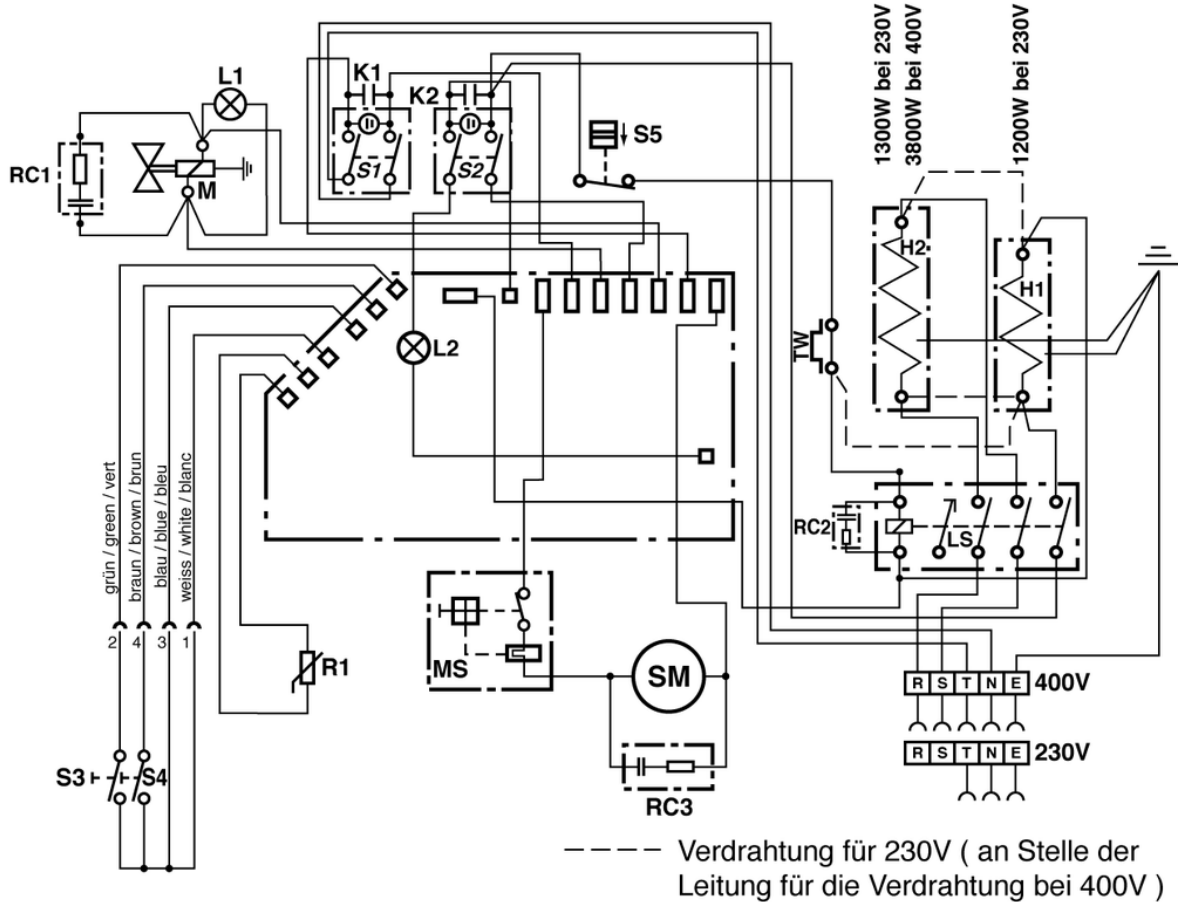 1300W bei 230V
3800W bei 400V
1200W bei 230V
L1
K1
K2
S5
RC1
M
S1
S2
H2
H1
L2
TW
grün / green / vert
braun / brown / brun
blau / blue / bleu
weiss / white / blanc
RC2
LS
2
4
3
1
R1
MS
SM
R S T N E 400V
R S T N E 230V
S3
S4
RC3
Verdrahtung für 230V ( an Stelle der
Leitung für die Verdrahtung bei 400V )